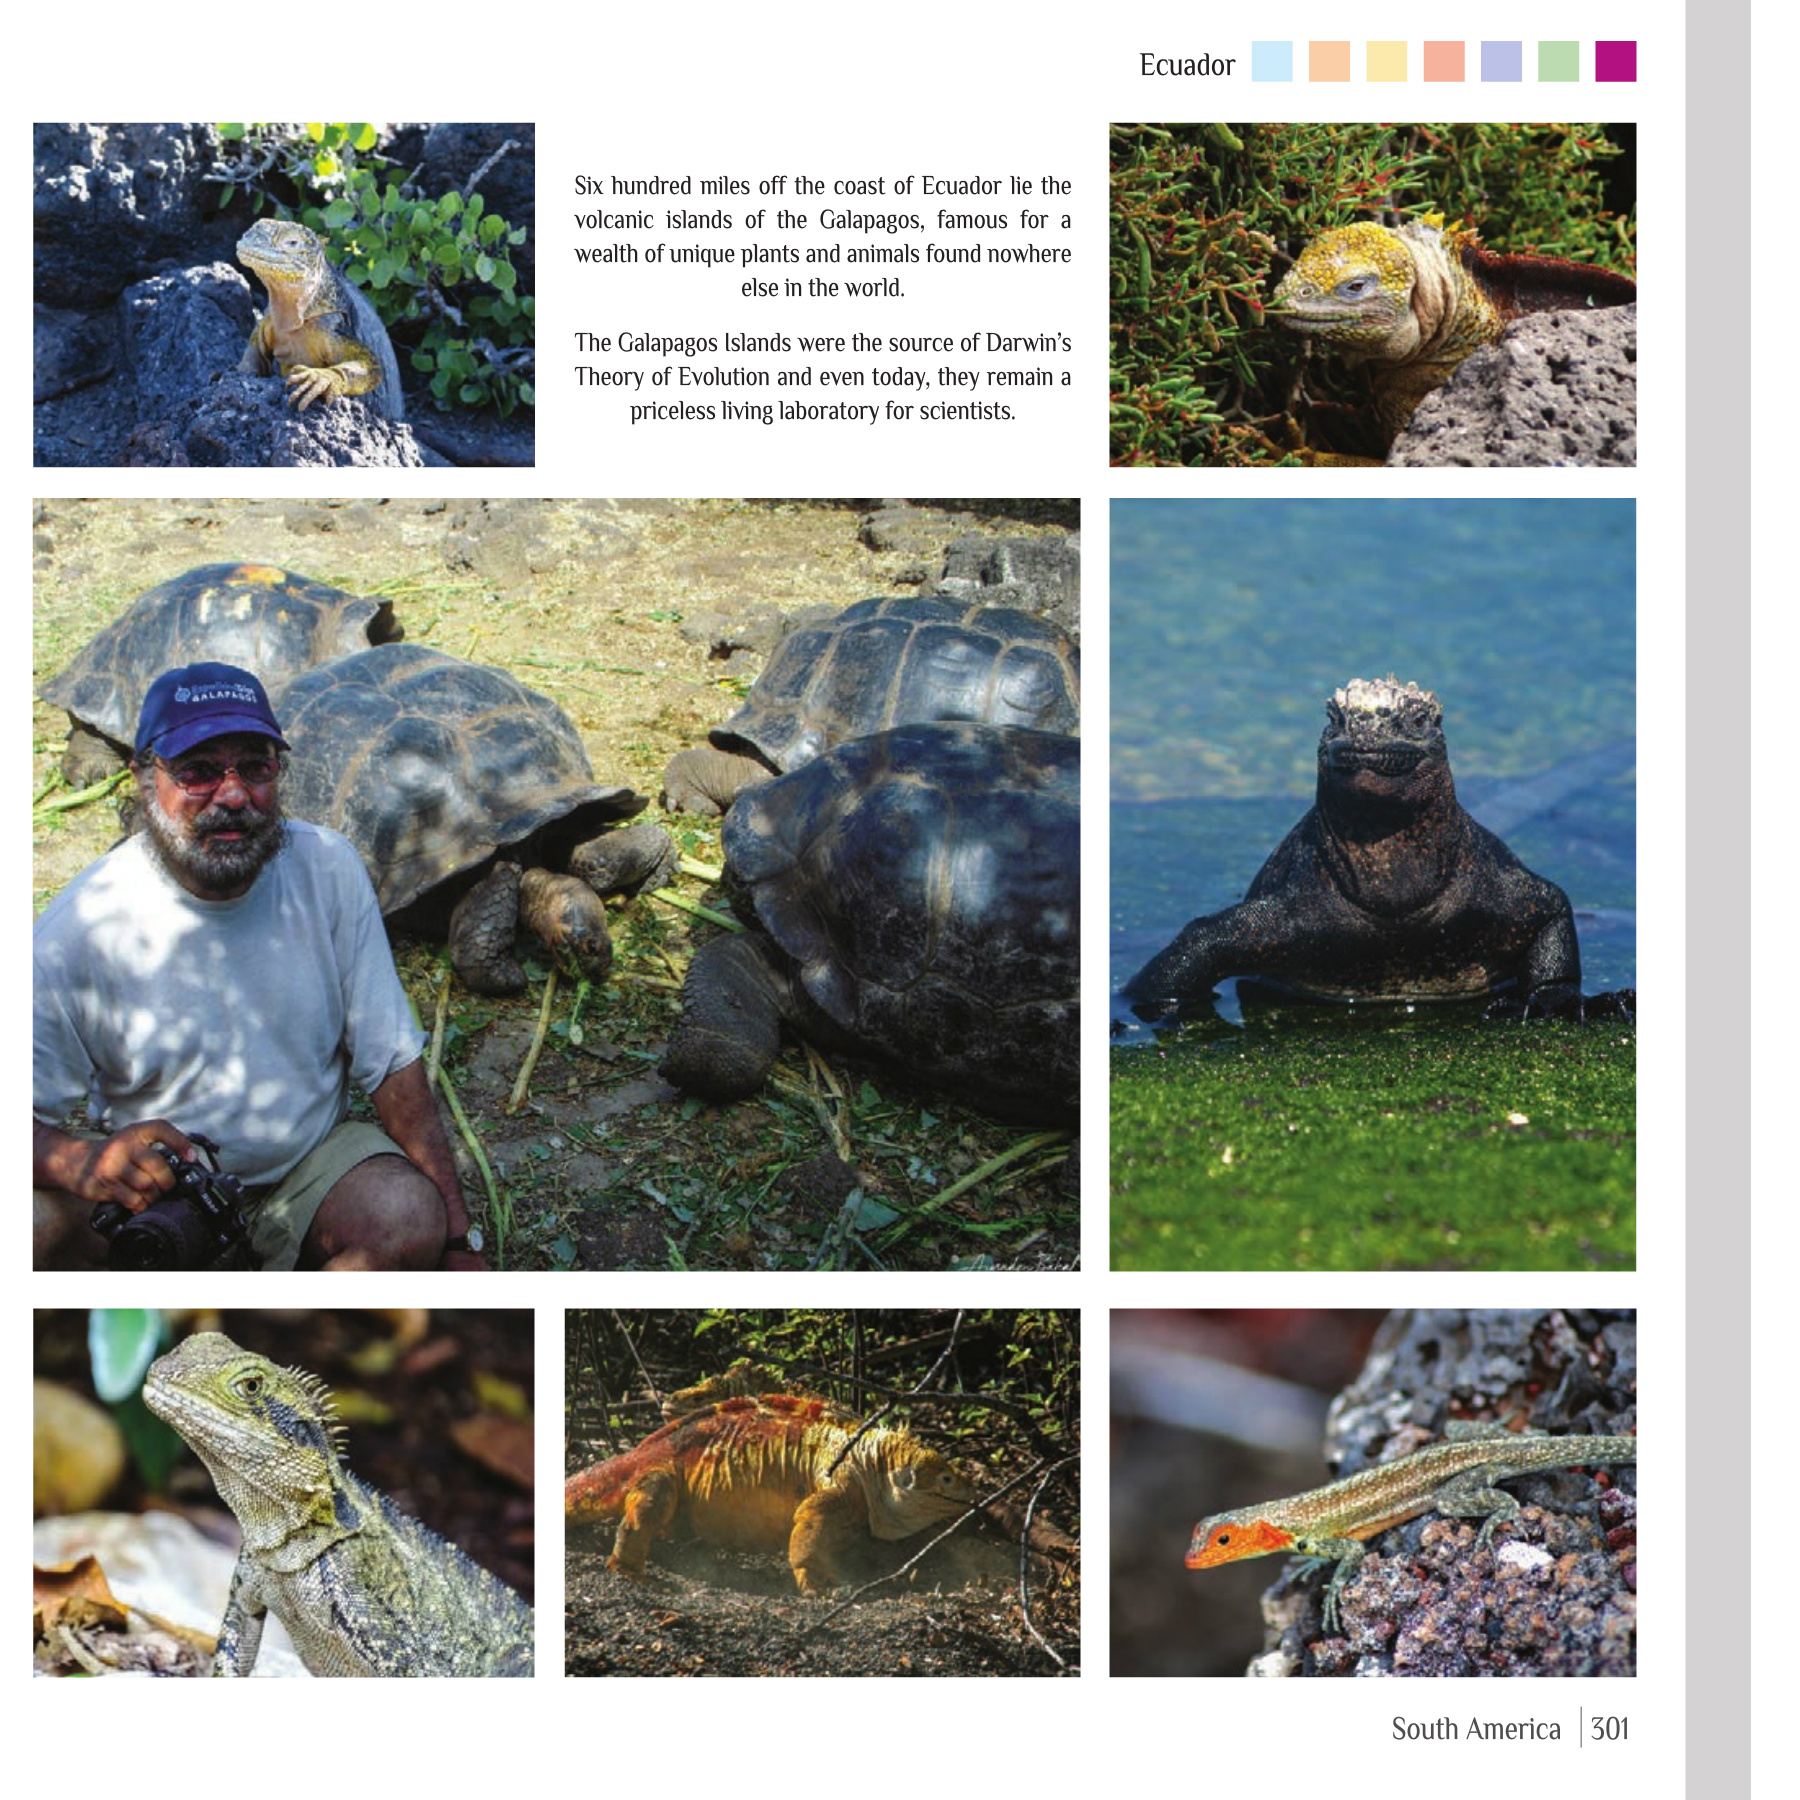 Ecuador
Six hundred miles off the coast of Ecuador lie the
volcanic islands of the Galapagos, famous for a
wealth of unique plants and animals found nowhere
else in the world.
The Galapagos Islands were the source of Darwin's
Theory of Evolution and even today, they remain a
priceless living laboratory for scientists.
GALAPAGOS
South America | 301